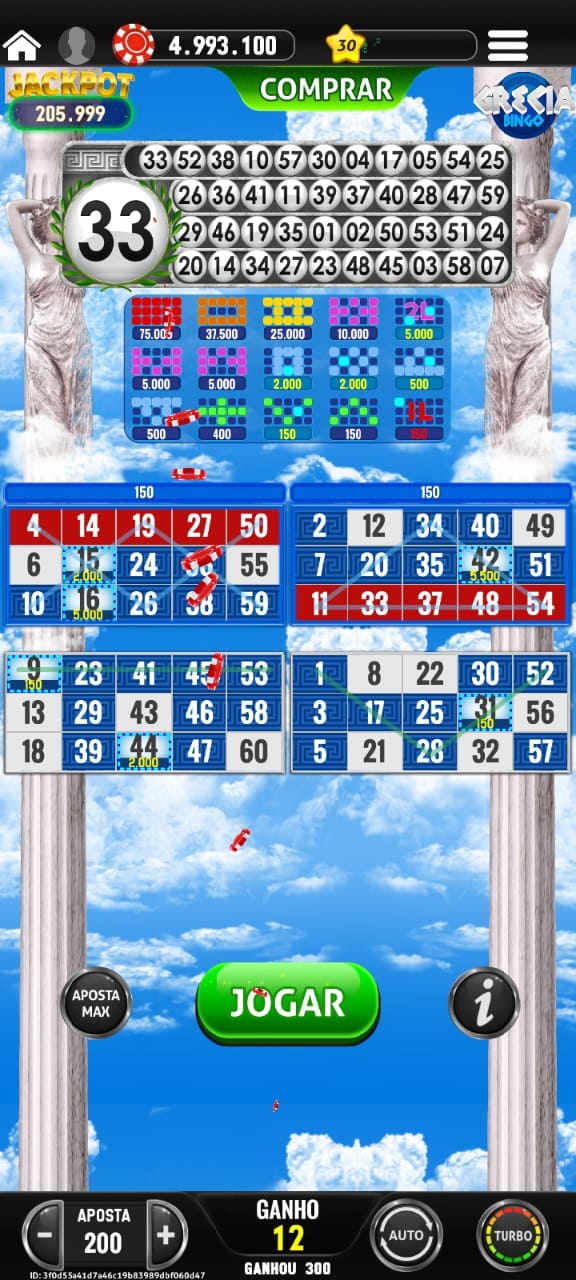 4.993.100 30
JACKPOT
205.999
COMPRAR
GRECIA
BINGO
33 52 38 10 57 30 04 17 05 54 25
26 36 41 11 39 37 40 28 47 59
33
29 46 19 35 01 02 50 53 51 24
20 14 34 27 23 48 45 03 58 07
2L
75.000 37.500 25.000 10.000 5.000
5.000 5.000 2.000 2.000 500
1L
500 400 150 150 150
150 150
4 14 19 27 50 2 12 34 40 49
6 15 24 55 7 20 35 42 51
2.000 5.500
10 16 26 38 59 11 33 37 48 54
5.000
9 23 41 45 53 1 8 22 30 52
150
13 29 43 46 58 3 17 25 31 56
150
18 39 44 47 60 5 21 28 32 57
2.000
APOSTA
MAX
JOGAR
i
APOSTA
200
- +
GANHO
12
GANHOU 300
AUTO
TURBO
ID: 3f0d55a41d7a46c19b83989dbf060d47